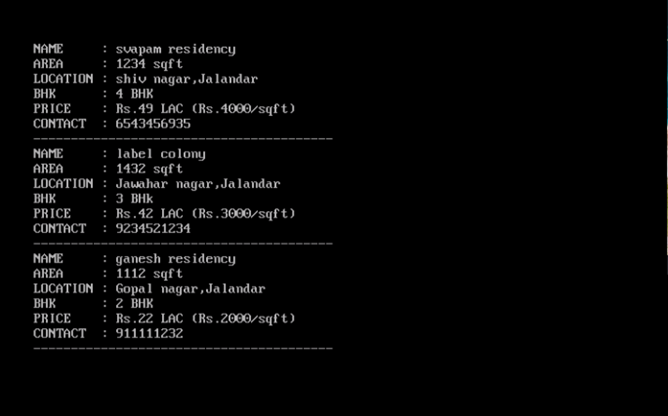 NAME : svapam residency
AREA : 1234 sqft
LOCATION : shiv nagar,Jalandar
BHK : 4 BHK
PRICE : Rs.49 LAC (Rs.4000/sqft)
CONTACT : 6543456935
----------------------------------------
NAME : label colony
AREA : 1432 sqft
LOCATION : Jawahar nagar,Jalandar
BHK : 3 BHk
PRICE : Rs.42 LAC (Rs.3000/sqft)
CONTACT : 9234521234
----------------------------------------
NAME : ganesh residency
AREA : 1112 sqft
LOCATION : Gopal nagar,Jalandar
BHK : 2 BHK
PRICE : Rs.22 LAC (Rs.2000/sqft)
CONTACT : 911111232
----------------------------------------